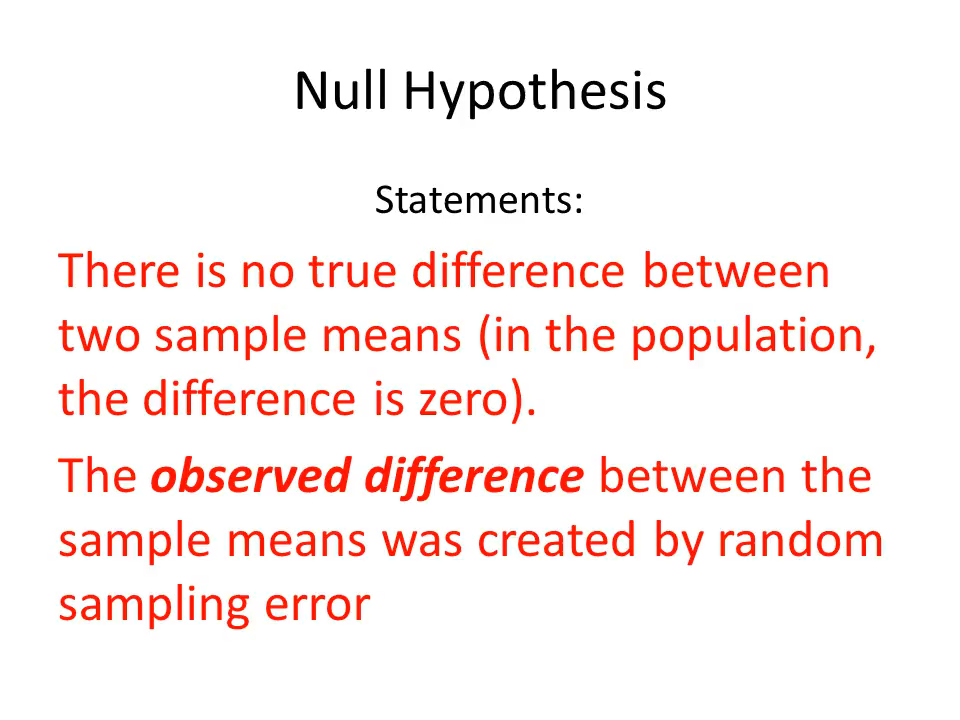 Null Hypothesis
Statements:
There is no true difference between
two sample means (in the population,
the difference is zero).
The observed difference between the
sample means was created by random
sampling error